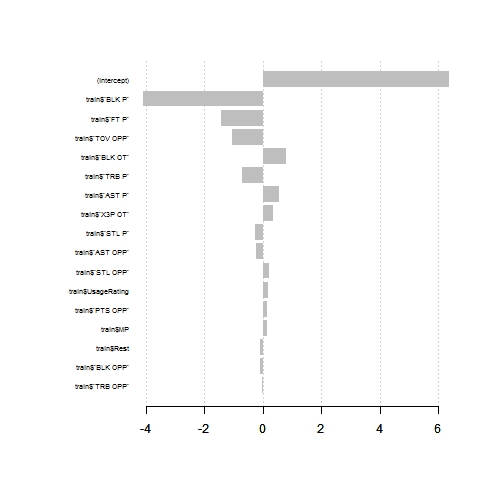 (Intercept)
train$`BLK P`
train$`FT P`
train$`TOV OPP`
train$`BLK OT`
train$`TRB P`
train$`AST P`
train$`X3P OT`
train$`STL P`
train$`AST OPP`
train$`STL OPP`
train$UsageRating
train$`PTS OPP`
train$MP
train$Rest
train$`BLK OPP`
train$`TRB OPP`
-4 -2 0 2 4 6